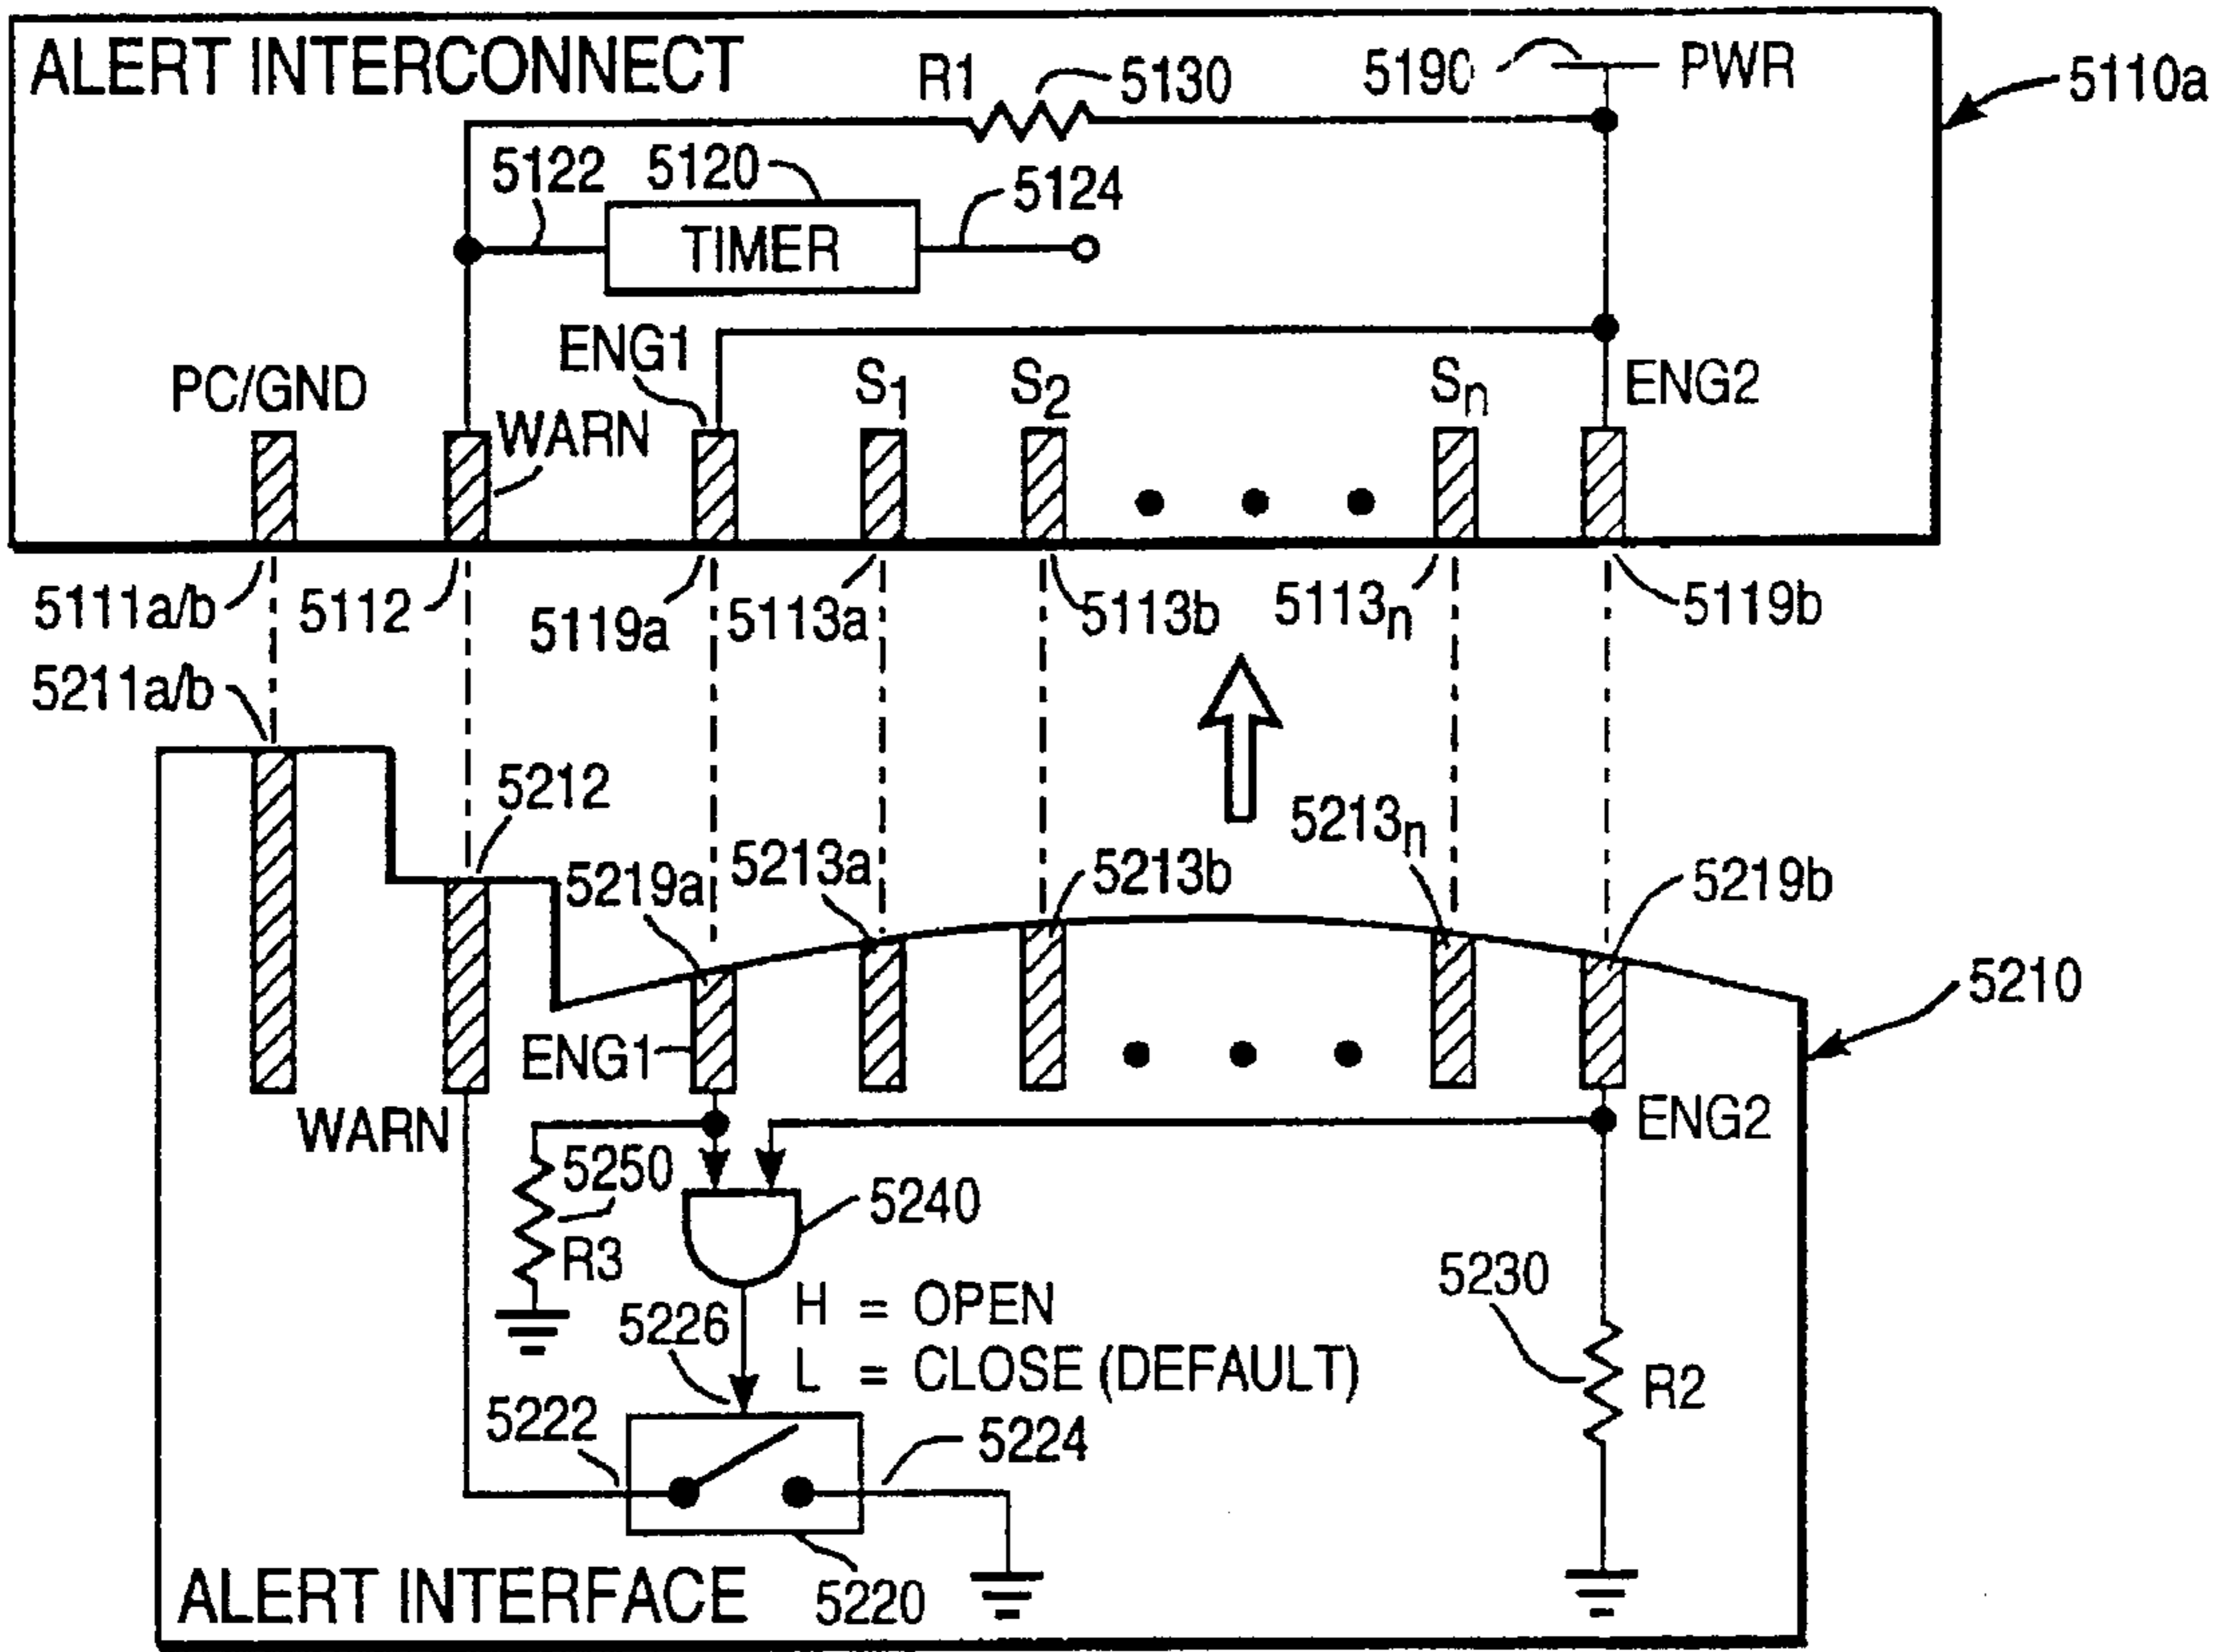 ALERT INTERCONNECT
R1
5130
5190
PWR
5110a
5122
5120
5124
TIMER
PC/GND
ENG1
S1
S2
Sn
ENG2
WARN
5111a/b
5112
5119a
5113a
5113b
5113n
5119b
5211a/b
5212
5219a
5213a
5213b
5213n
5219b
5210
ENG1
WARN
ENG2
5250
R3
5240
H = OPEN
L = CLOSE (DEFAULT)
5226
5230
R2
5222
5224
ALERT INTERFACE
5220